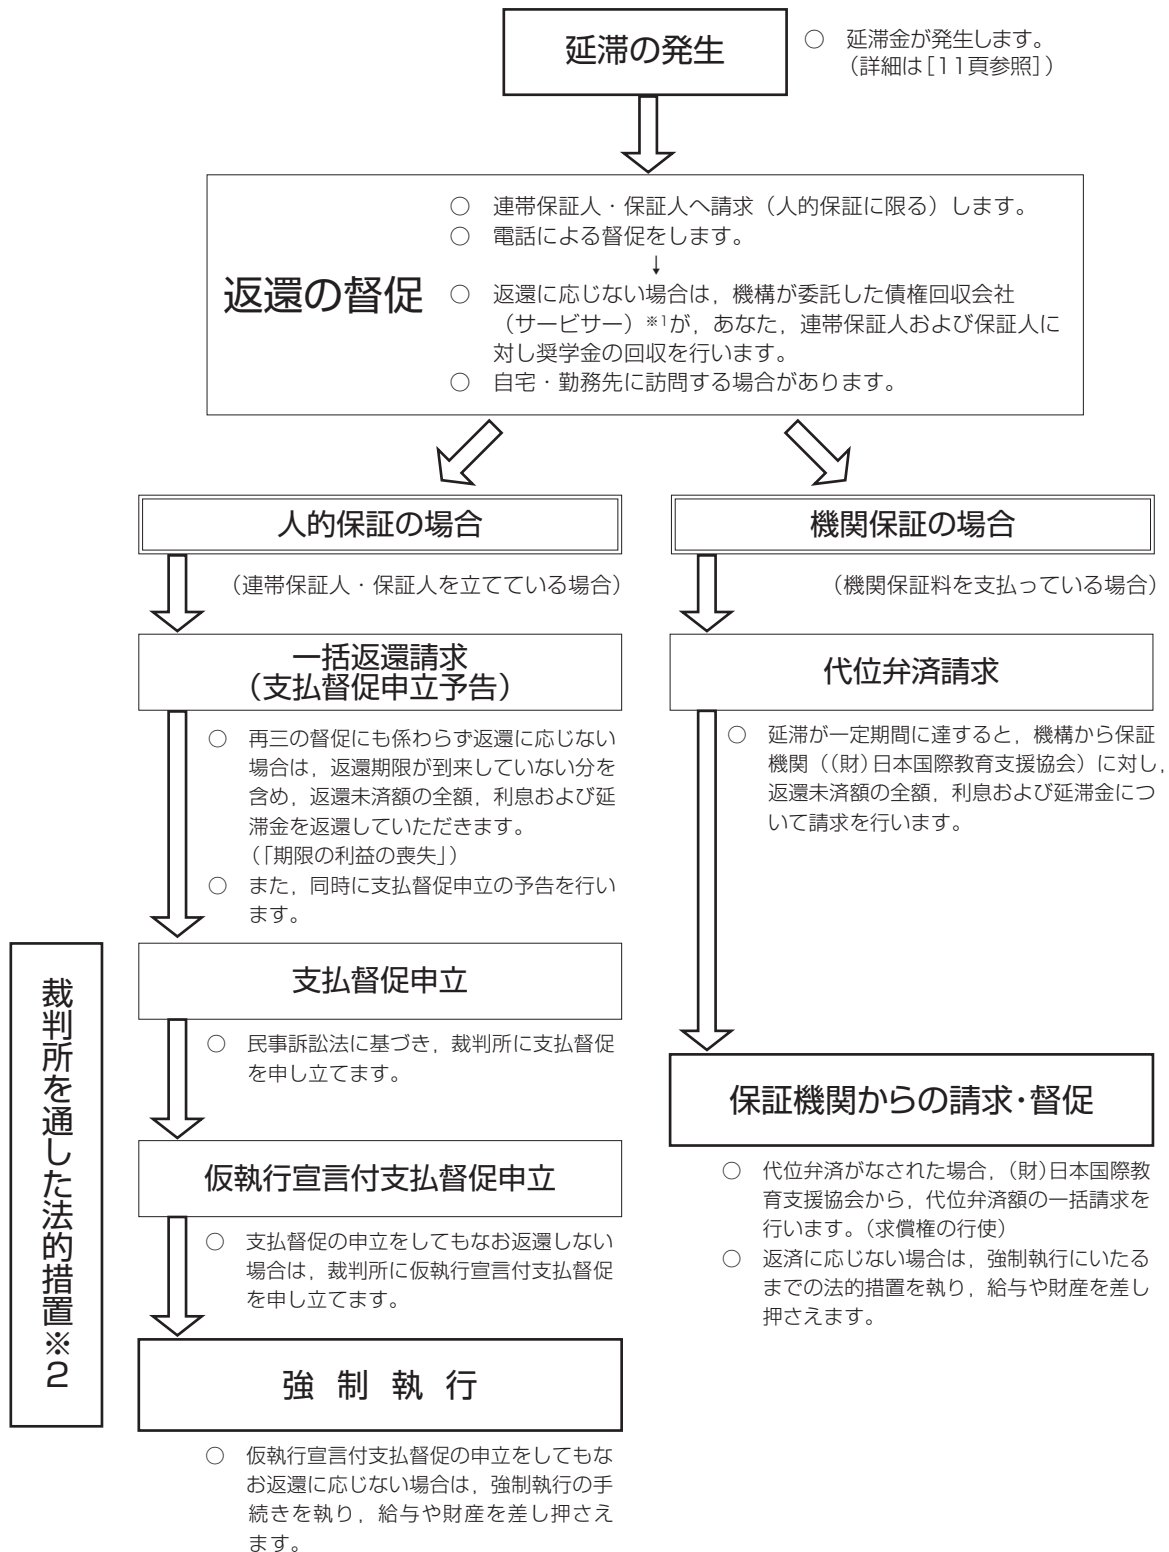 延滞の発生
○ 延滞金が発生します。
（詳細は[11頁参照]）
返還の督促
○ 連帯保証人・保証人へ請求（人的保証に限る）します。
○ 電話による督促をします。
↓
○ 返還に応じない場合は，機構が委託した債権回収会社
（サービサー）※1が，あなた，連帯保証人および保証人に
対し奨学金の回収を行います。
○ 自宅・勤務先に訪問する場合があります。
人的保証の場合
（連帯保証人・保証人を立てている場合）
一括返還請求
（支払督促申立予告）
○ 再三の督促にも係わらず返還に応じない
場合は，返還期限が到来していない分を
含め，返還未済額の全額，利息および延
滞金を返還していただきます。
（「期限の利益の喪失」）
○ また，同時に支払督促申立の予告を行い
ます。
裁判所を通した法的措置※2
支払督促申立
○ 民事訴訟法に基づき，裁判所に支払督促
を申し立てます。
仮執行宣言付支払督促申立
○ 支払督促の申立をしてもなお返還しない
場合は，裁判所に仮執行宣言付支払督促
を申し立てます。
強制執行
○ 仮執行宣言付支払督促の申立をしてもな
お返還に応じない場合は，強制執行の手
続きを執り，給与や財産を差し押さえ
ます。
機関保証の場合
（機関保証料を支払っている場合）
代位弁済請求
○ 延滞が一定期間に達すると，機構から保証
機関（(財)日本国際教育支援協会）に対し，
返還未済額の全額，利息および延滞金につ
いて請求を行います。
保証機関からの請求・督促
○ 代位弁済がなされた場合，(財)日本国際教
育支援協会から，代位弁済額の一括請求を
行います。（求償権の行使）
○ 返済に応じない場合は，強制執行にいたる
までの法的措置を執り，給与や財産を差し
押さえます。